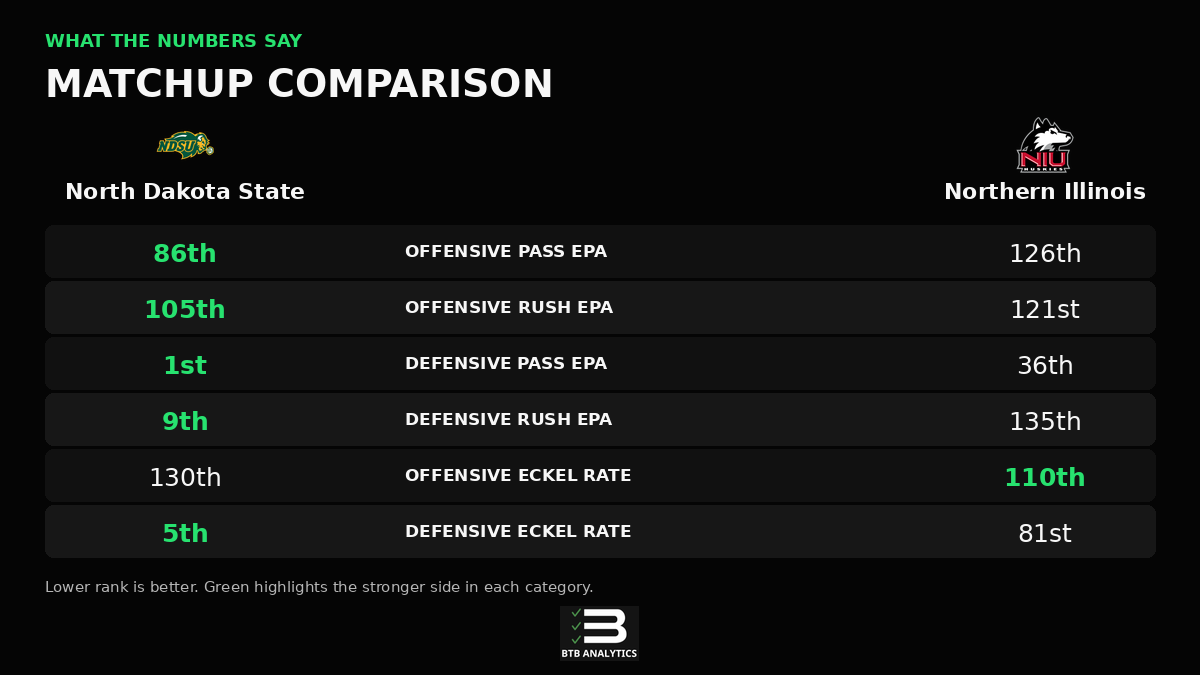 WHAT THE NUMBERS SAY
MATCHUP COMPARISON
NDSU
NIU
HUSKIES
North Dakota State
Northern Illinois
86th OFFENSIVE PASS EPA 126th
105th OFFENSIVE RUSH EPA 121st
1st DEFENSIVE PASS EPA 36th
9th DEFENSIVE RUSH EPA 135th
130th OFFENSIVE ECKEL RATE 110th
5th DEFENSIVE ECKEL RATE 81st
Lower rank is better. Green highlights the stronger side in each category.
B
BTB ANALYTICS